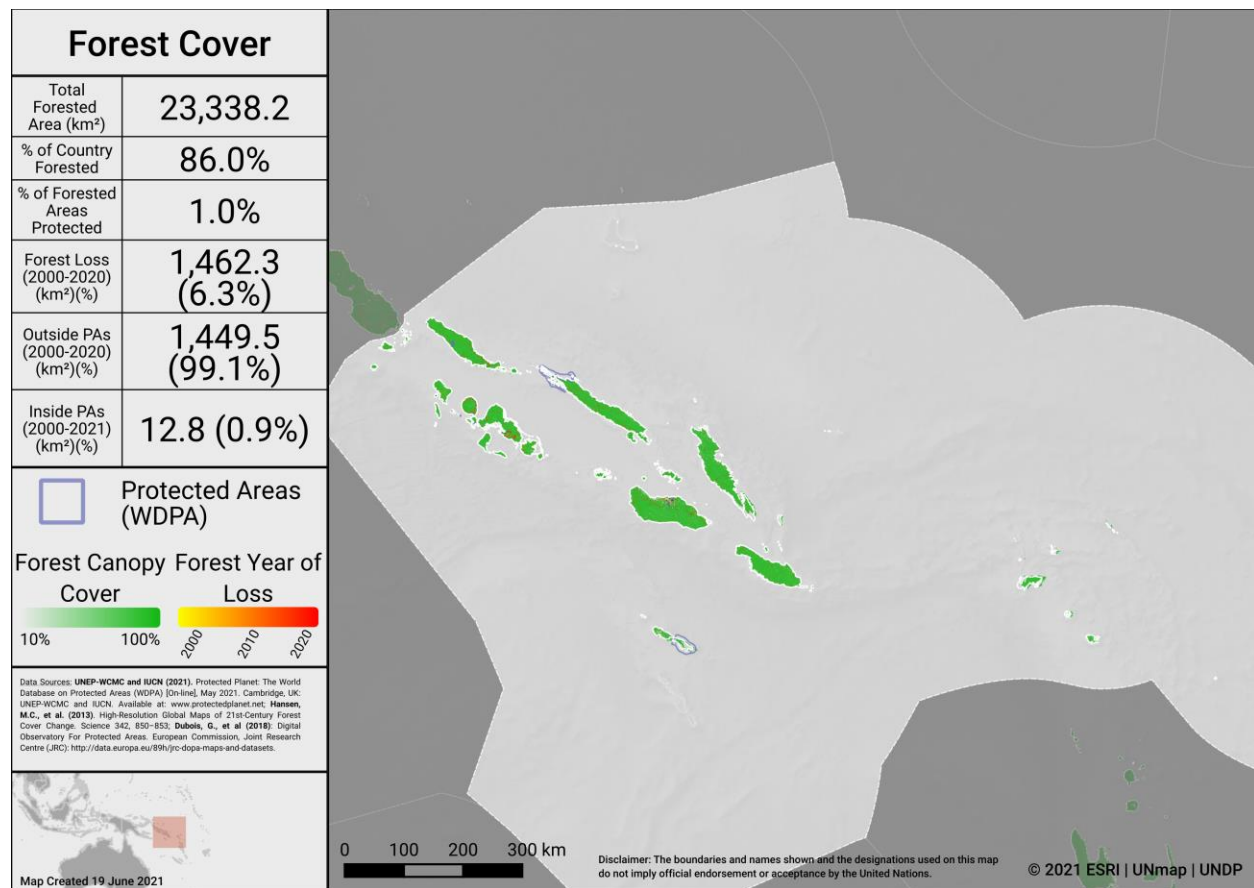 Forest Cover
Total
Forested
Area (km²)
23,338.2
% of Country
Forested
86.0%
% of Forested
Areas
Protected
1.0%
Forest Loss
(2000-2020)
(km²)(%)
1,462.3
(6.3%)
Outside PAs
(2000-2020)
(km²)(%)
1,449.5
(99.1%)
Inside PAs
(2000-2021)
(km²)(%)
12.8 (0.9%)
Protected Areas
(WDPA)
Forest Canopy
Cover
10%
100%
Forest Year of
Loss
2000
2010
2020
Data Sources: UNEP-WCMC and IUCN (2021). Protected Planet: The World
Database on Protected Areas (WDPA) [On-line], May 2021. Cambridge, UK:
UNEP-WCMC and IUCN. Available at: www.protectedplanet.net; Hansen,
M.C., et al. (2013). High-Resolution Global Maps of 21st-Century Forest
Cover Change. Science 342, 850–853; Dubois, G., et al (2018): Digital
Observatory For Protected Areas. European Commission, Joint Research
Centre (JRC): http://data.europa.eu/89h/jrc-dopa-maps-and-datasets.
Map Created 19 June 2021
0 100 200 300 km
Disclaimer: The boundaries and names shown and the designations used on this map
do not imply official endorsement or acceptance by the United Nations.
© 2021 ESRI | UNmap | UNDP